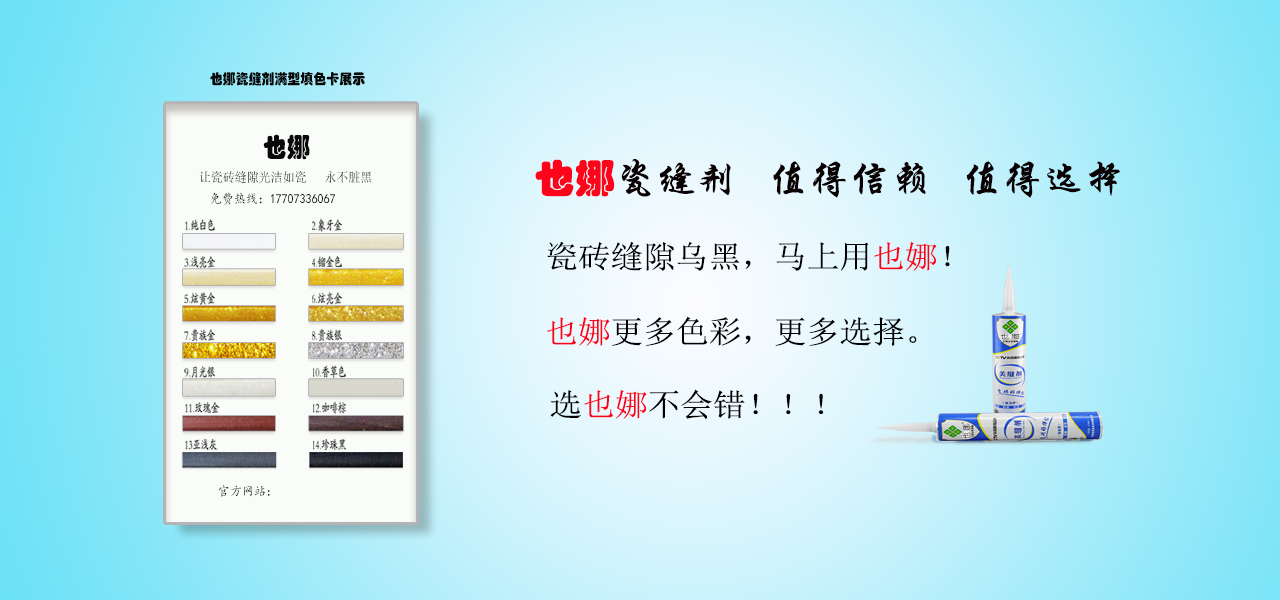 也娜瓷缝剂满型填色卡展示
也娜
让瓷砖缝隙光洁如瓷 永不脏黑
免费热线：17707336067
1.纯白色 2.象牙金
3.浅亮金 4.镏金色
5.炫黄金 6.炫亮金
7.贵族金 8.贵族银
9.月光银 10.香草色
11.玫瑰金 12.咖啡棕
13亚浅灰 14.珍珠黑
官方网站：
也娜瓷缝剂 值得信赖 值得选择
瓷砖缝隙乌黑，马上用也娜！
也娜更多色彩，更多选择。
选也娜不会错！！！
美缝剂